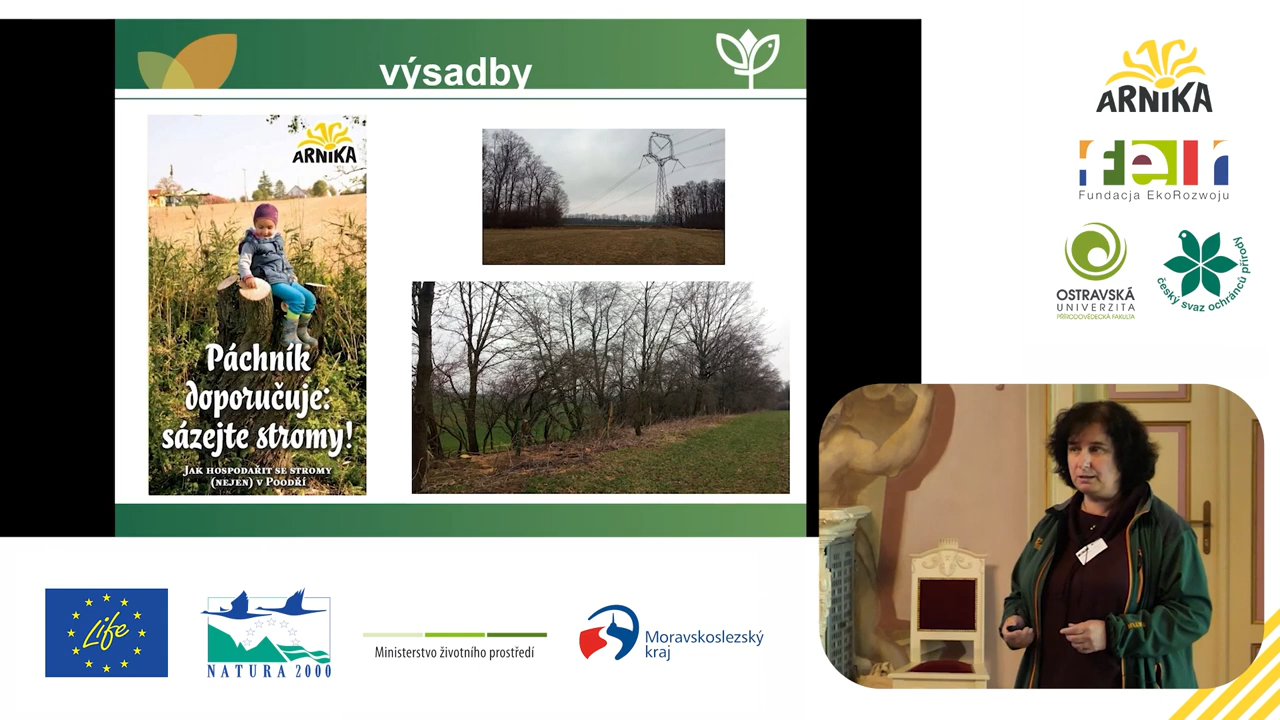 výsadby
ARNIKA
Páchník
doporučuje:
sázejte stromy!
JAK HOSPODAŘIT SE STROMY
(NEJEN) V POODŘÍ
ARNIKA
feir
Fundacja EkoRozwoju
OSTRAVSKÁ
UNIVERZITA
PŘÍRODOVĚDECKÁ FAKULTA
český svaz ochránců přírody
Life
NATURA 2000
Ministerstvo životního prostředí
Moravskoslezský
kraj